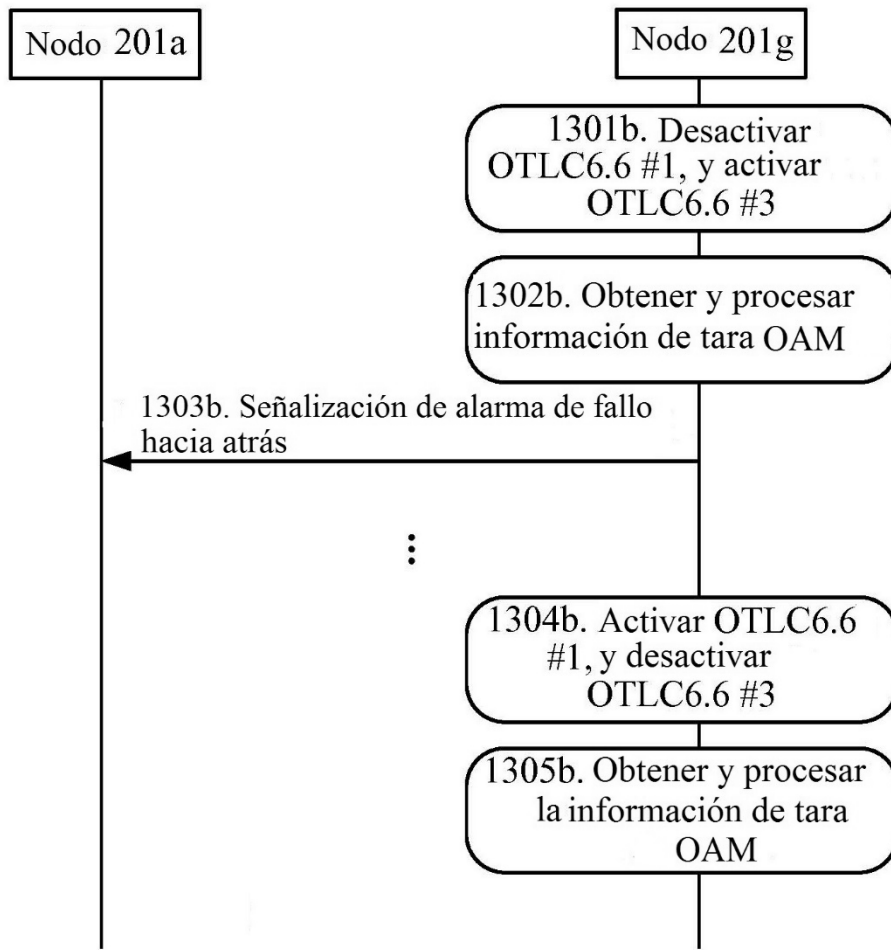 Nodo 201a
Nodo 201g
1301b. Desactivar
OTLC6.6 #1, y activar
OTLC6.6 #3
1302b. Obtener y procesar
información de tara OAM
1303b. Señalización de alarma de fallo
hacia atrás
1304b. Activar OTLC6.6
#1, y desactivar
OTLC6.6 #3
1305b. Obtener y procesar
la información de tara
OAM